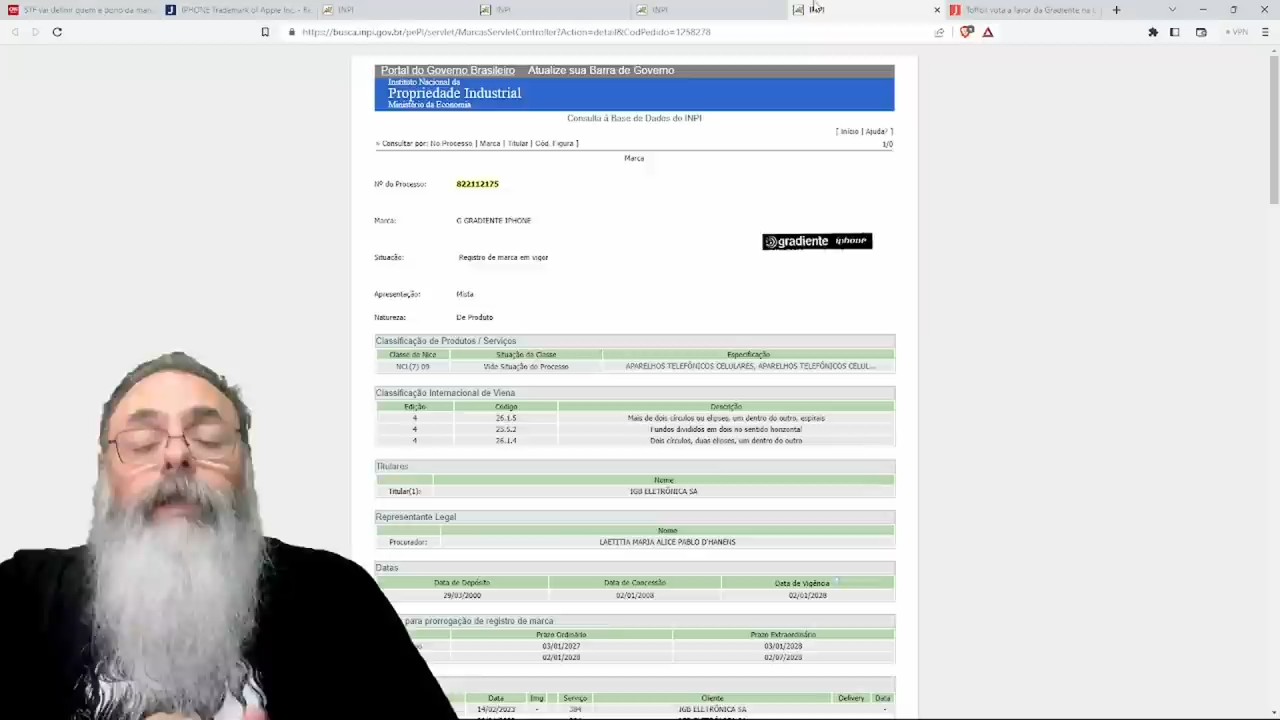 STF vai definir quem é dono da mar
IPHONE Trademark of Apple Inc. - R
INPI
INPI
INPI
INPI
Toffoli vota a favor da Gradiente na
https://busca.inpi.gov.br/pePI/servlet/MarcasServletController?Action=detail&CodPedido=1258278
VPN
Portal do Governo Brasileiro Atualize sua Barra de Governo
Instituto Nacional da
Propriedade Industrial
Ministério da Economia
Consulta à Base de Dados do INPI
[ Início | Ajuda? ]
» Consultar por: No Processo | Marca | Titular | Cód. Figura ]
1/0
Marca
Nº do Processo: 822112175
Marca: G GRADIENTE IPHONE
gradiente iphone
Situação: Registro de marca em vigor
Apresentação: Mista
Natureza: De Produto
Classificação de Produtos / Serviços
Classe de Nice Situação da Classe Especificação
NCL(7) 09 Vide Situação do Processo APARELHOS TELEFÔNICOS CELULARES, APARELHOS TELEFÔNICOS CELUL...
Classificação Internacional de Viena
Edição Código Descrição
4 26.1.5 Mais de dois círculos ou elipses, um dentro do outro, espirais
4 25.5.2 Fundos divididos em dois no sentido horizontal
4 26.1.4 Dois círculos, duas elipses, um dentro do outro
Titulares
Nome
Titular(1): IGB ELETRÔNICA SA
Representante Legal
Nome
Procurador: LAETITIA MARIA ALICE PABLO D'HANENS
Datas
Data de Depósito Data de Concessão Data de Vigência
29/03/2000 02/01/2008 02/01/2028
para prorrogação de registro de marca
Prazo Ordinário Prazo Extraordinário
03/01/2027 03/01/2028
02/01/2028 02/07/2028
Data Img Serviço Cliente Delivery Data
14/02/2023 - 384 IGB ELETRÔNICA SA -